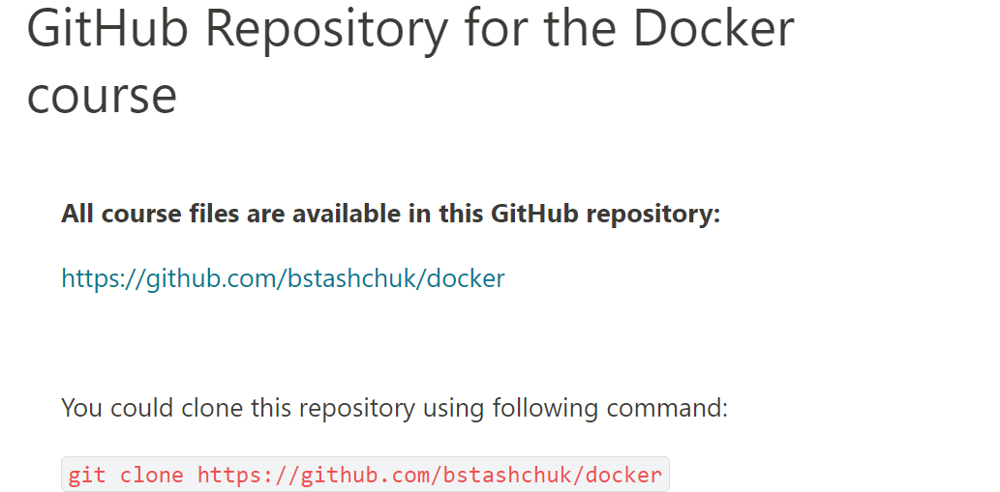 GitHub Repository for the Docker
course
All course files are available in this GitHub repository:
https://github.com/bstashchuk/docker
You could clone this repository using following command:
git clone https://github.com/bstashchuk/docker